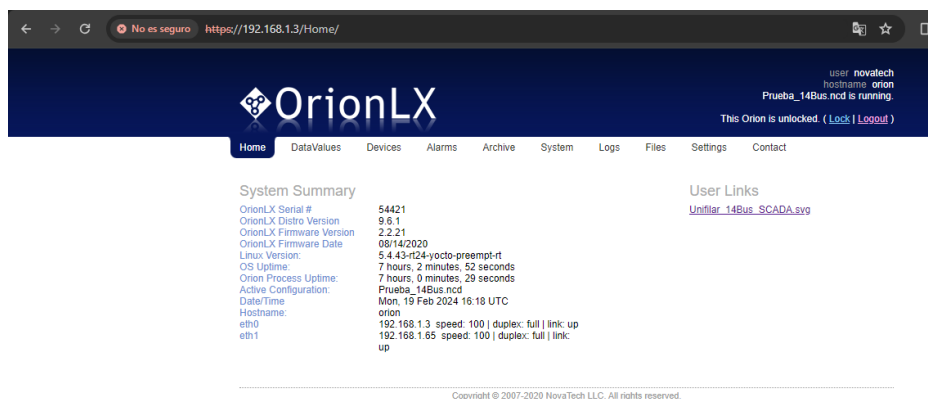 No es seguro https://192.168.1.3/Home/
user novatech
hostname orion
Prueba_14Bus.ncd is running.
This Orion is unlocked. ( Lock | Logout )
OrionLX
Home DataValues Devices Alarms Archive System Logs Files Settings Contact
System Summary
OrionLX Serial # 54421
OrionLX Distro Version 9.6.1
OrionLX Firmware Version 2.2.21
OrionLX Firmware Date 08/14/2020
Linux Version: 5.4.43-rt24-yocto-preempt-rt
OS Uptime: 7 hours, 2 minutes, 52 seconds
Orion Process Uptime: 7 hours, 0 minutes, 29 seconds
Active Configuration: Prueba_14Bus.ncd
Date/Time Mon, 19 Feb 2024 16:18 UTC
Hostname: orion
eth0 192.168.1.3 speed: 100 | duplex: full | link: up
eth1 192.168.1.65 speed: 100 | duplex: full | link:
up
User Links
Unifilar_14Bus_SCADA.svg
Copyright © 2007-2020 NovaTech LLC. All rights reserved.